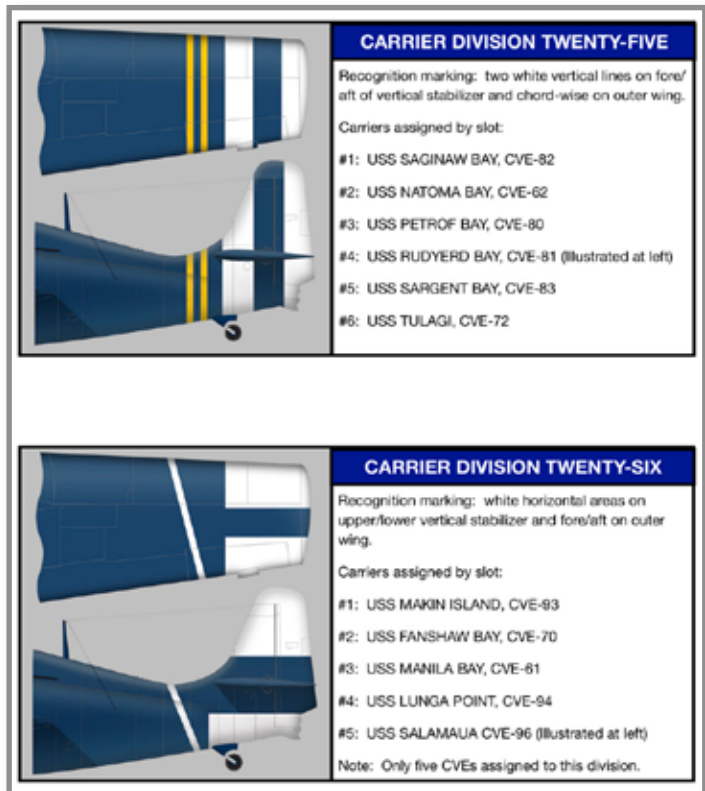 CARRIER DIVISION TWENTY-FIVE
Recognition marking: two white vertical lines on fore/
aft of vertical stabilizer and chord-wise on outer wing.
Carriers assigned by slot:
#1: USS SAGINAW BAY, CVE-82
#2: USS NATOMA BAY, CVE-62
#3: USS PETROF BAY, CVE-80
#4: USS RUDYERD BAY, CVE-81 (Illustrated at left)
#5: USS SARGENT BAY, CVE-83
#6: USS TULAGI, CVE-72
CARRIER DIVISION TWENTY-SIX
Recognition marking: white horizontal areas on
upper/lower vertical stabilizer and fore/aft on outer
wing.
Carriers assigned by slot:
#1: USS MAKIN ISLAND, CVE-93
#2: USS FANSHAW BAY, CVE-70
#3: USS MANILA BAY, CVE-61
#4: USS LUNGA POINT, CVE-94
#5: USS SALAMAUA CVE-96 (Illustrated at left)
Note: Only five CVEs assigned to this division.